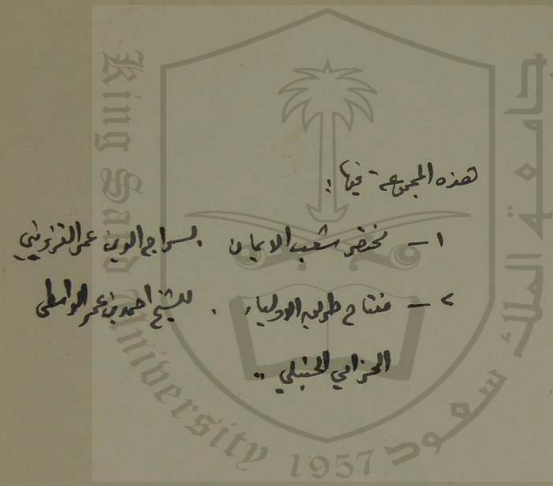 هذه المجموعة فيها :
١ - مختصر شعب الايمان . لسراج الدين عمر القزويني
٢ - مفتاح طريق الاولياء . للشيخ احمد بن عمر الواسطي
الحزامي الحنبلي ..
King Saud University
1957
جامعة الملك سعود